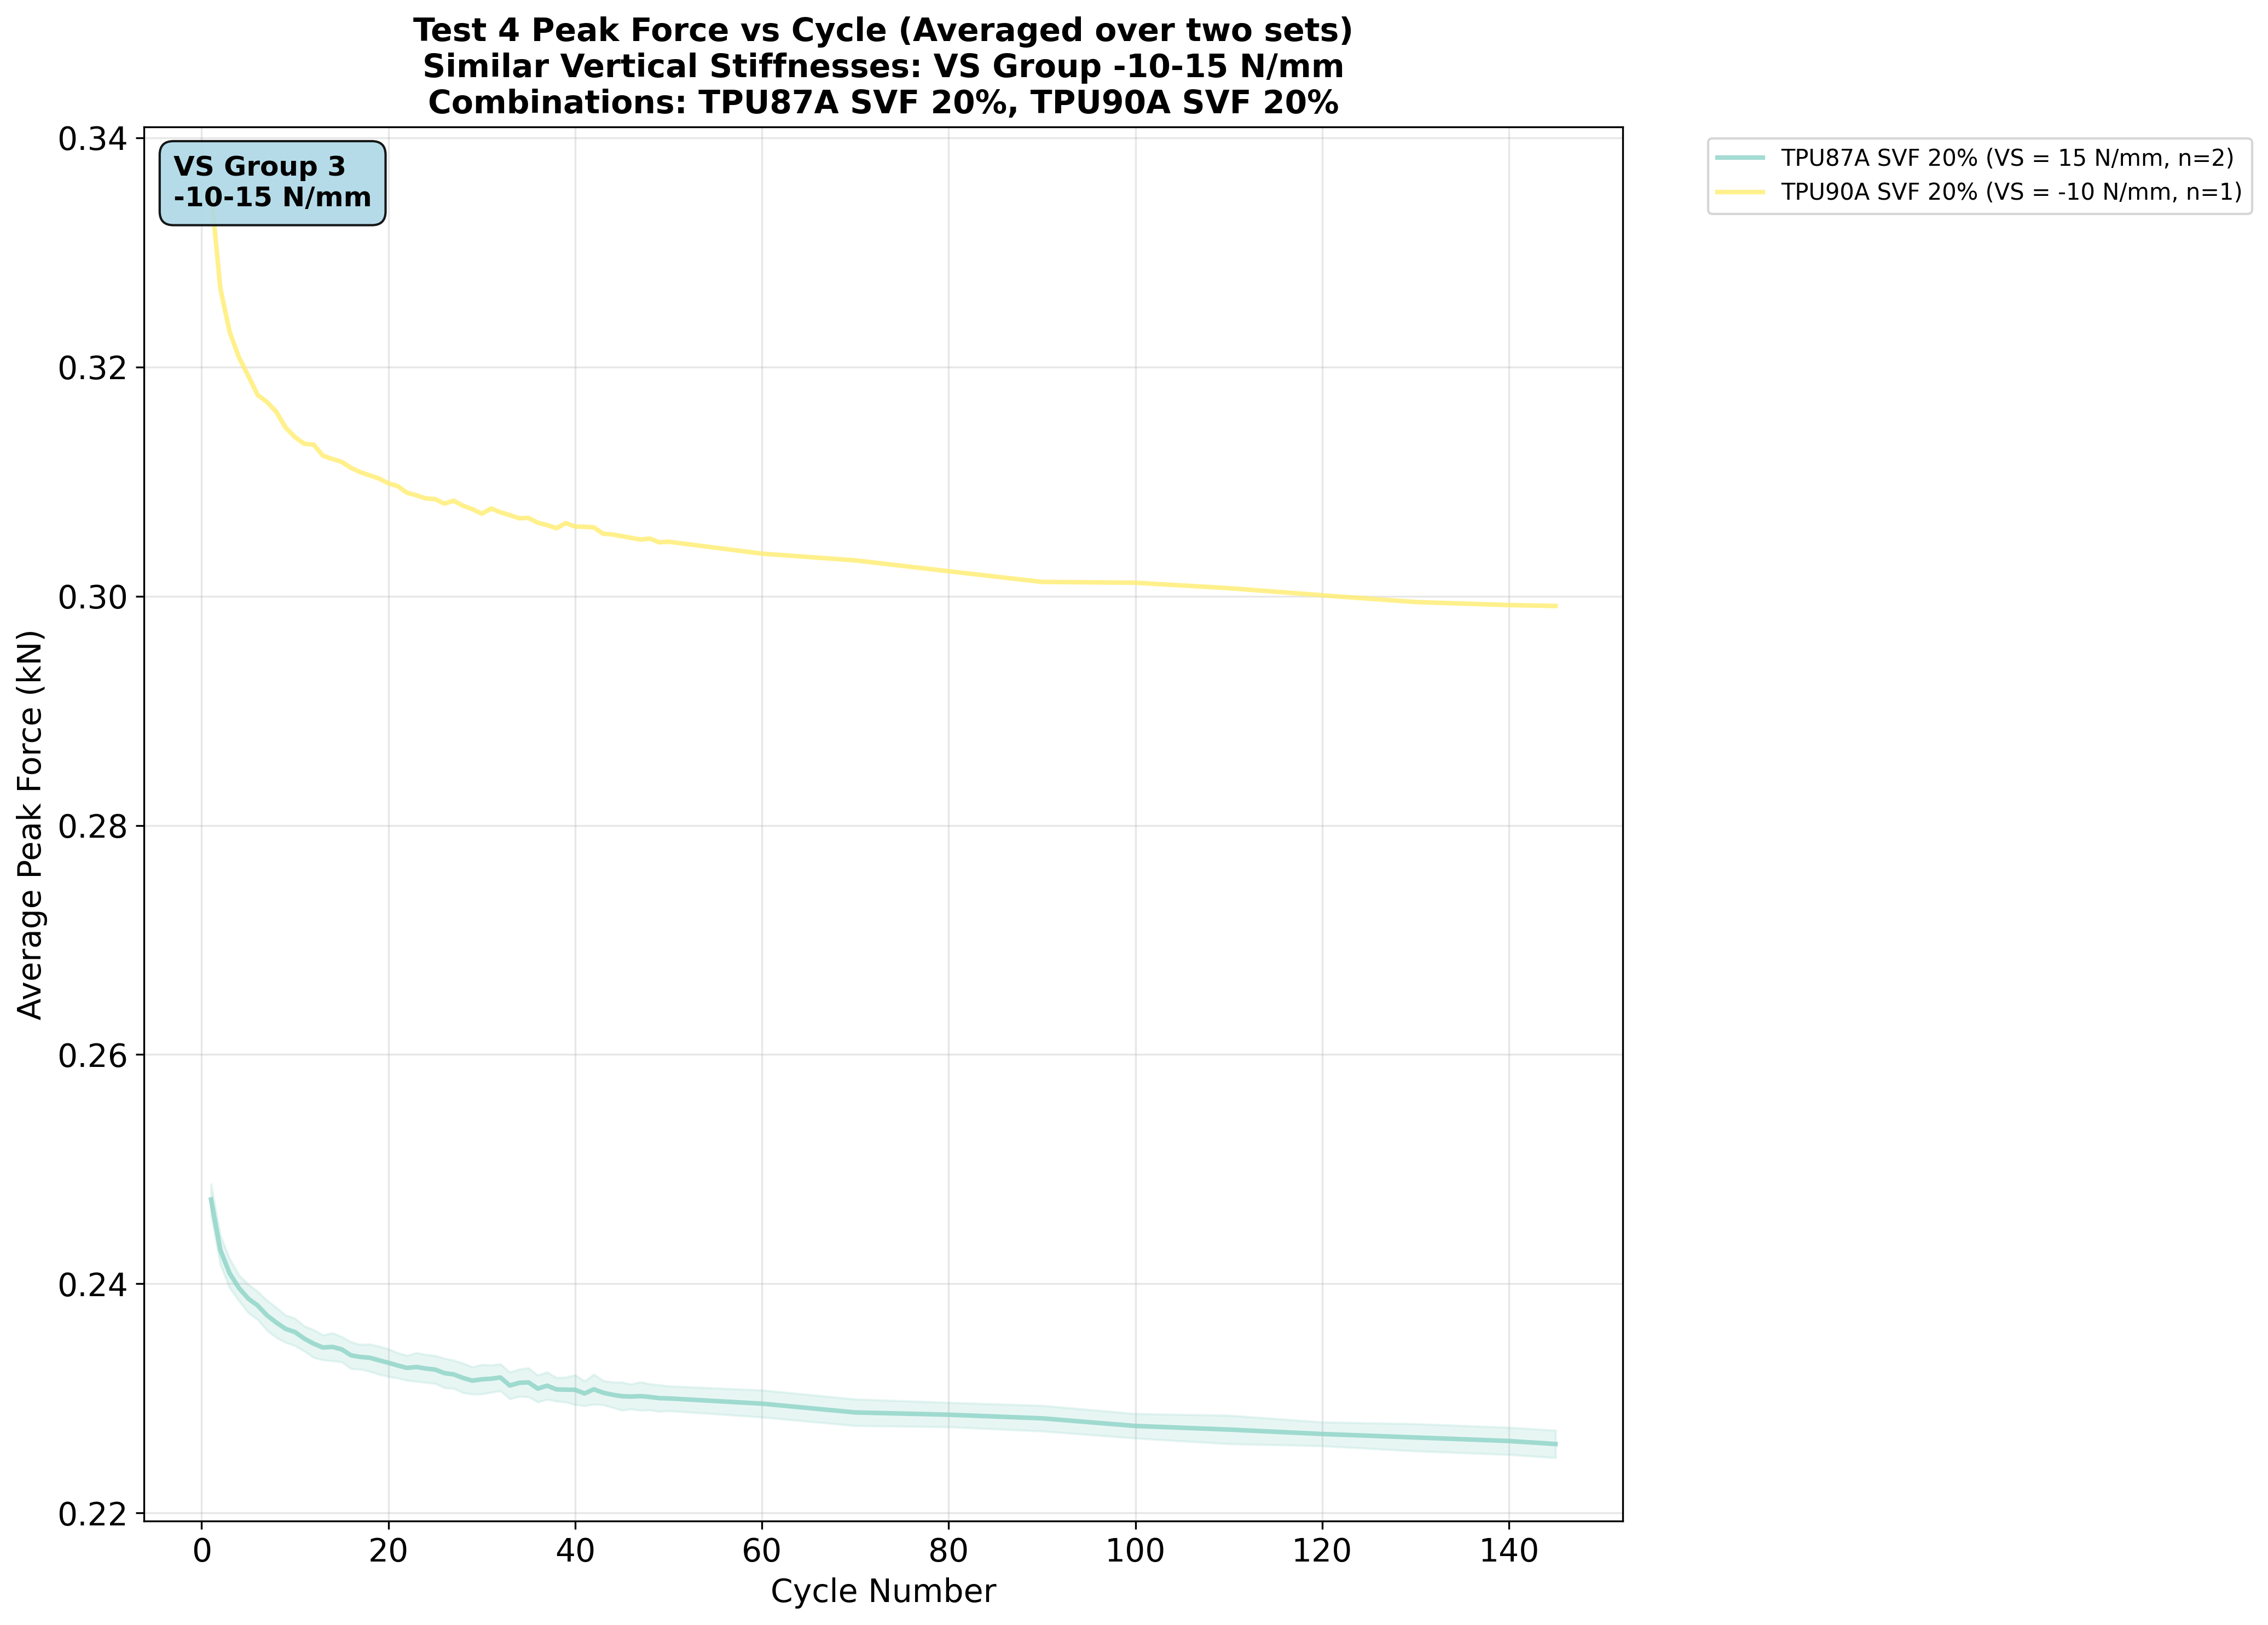 Test 4 Peak Force vs Cycle (Averaged over two sets)
Similar Vertical Stiffnesses: VS Group -10-15 N/mm
Combinations: TPU87A SVF 20%, TPU90A SVF 20%
VS Group 3
-10-15 N/mm
TPU87A SVF 20% (VS = 15 N/mm, n=2)
TPU90A SVF 20% (VS = -10 N/mm, n=1)
Average Peak Force (kN)
0.34
0.32
0.30
0.28
0.26
0.24
0.22
0 20 40 60 80 100 120 140
Cycle Number